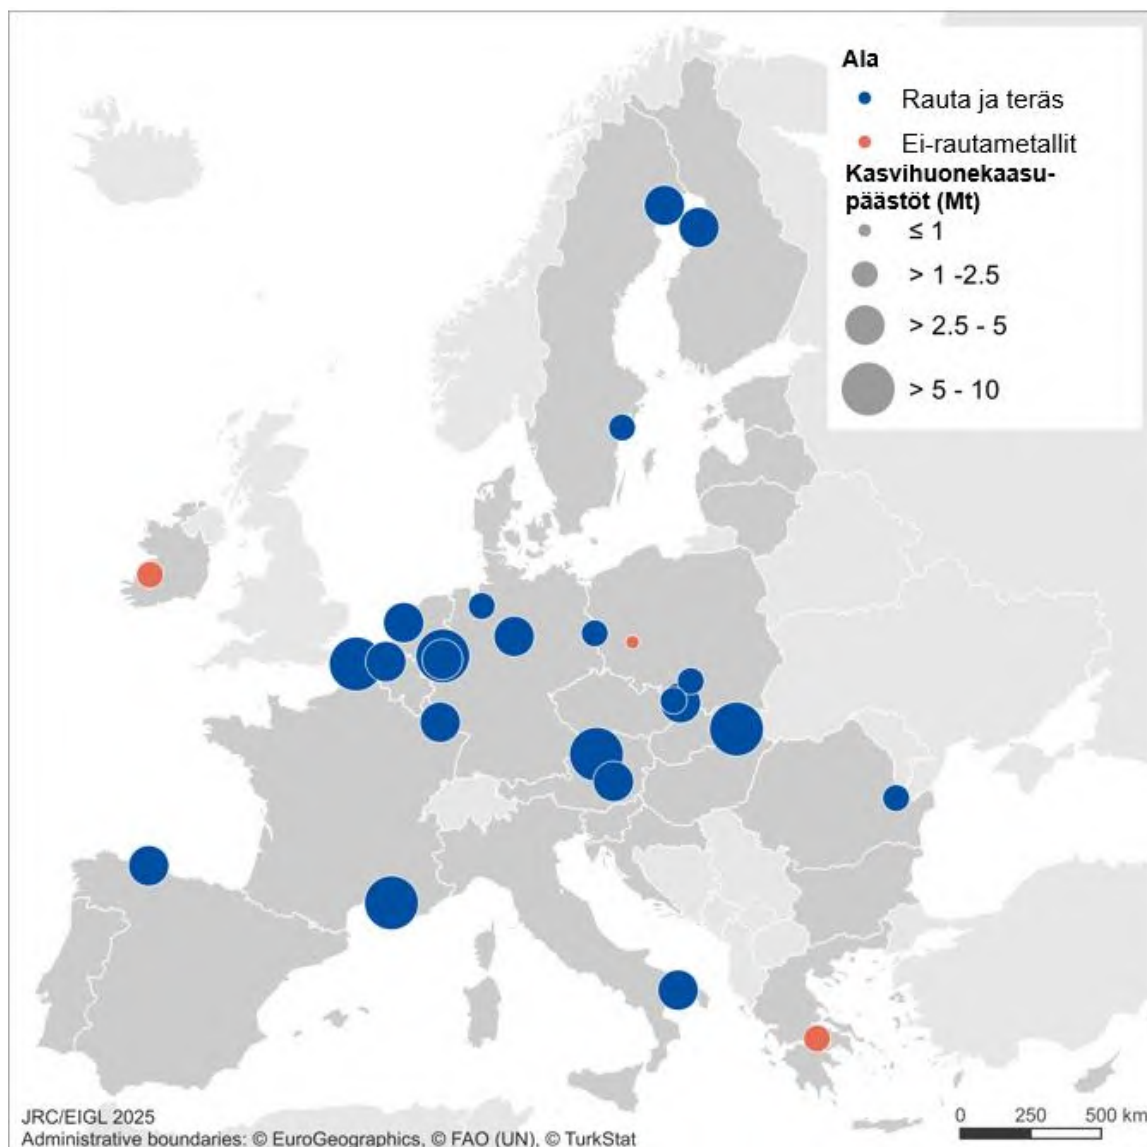 Ala
Rauta ja teräs
Ei-rautametallit
Kasvihuonekaasu-
päästöt (Mt)
≤ 1
> 1 -2.5
> 2.5 - 5
> 5 - 10
JRC/EIGL 2025
0 250 500 km
Administrative boundaries: © EuroGeographics, © FAO (UN), © TurkStat